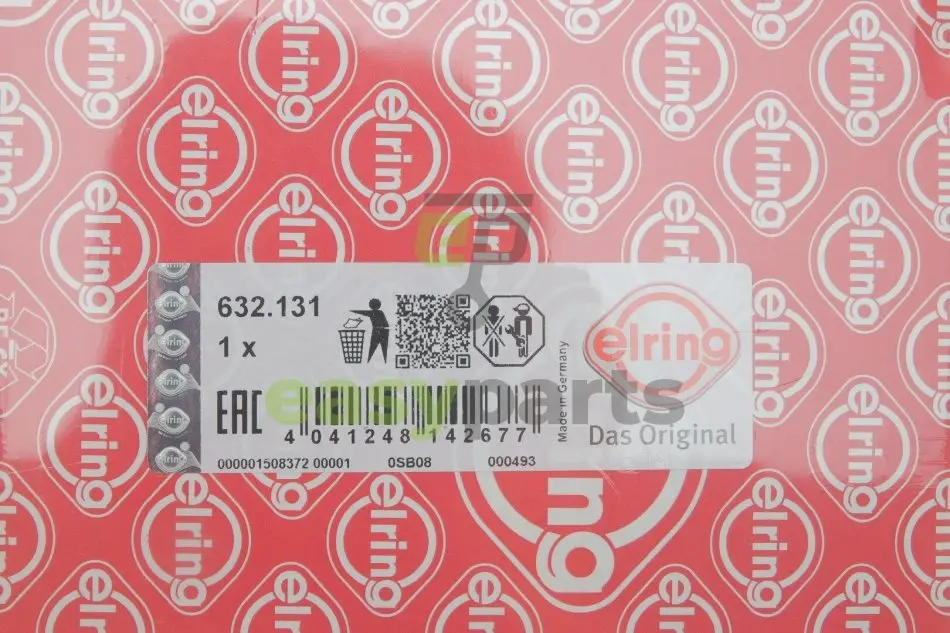 632.131
1 x
EAC
4 041248 142677
000001508372 00001 0SB08 000493
Made in Germany
elring
Das Original
easyparts